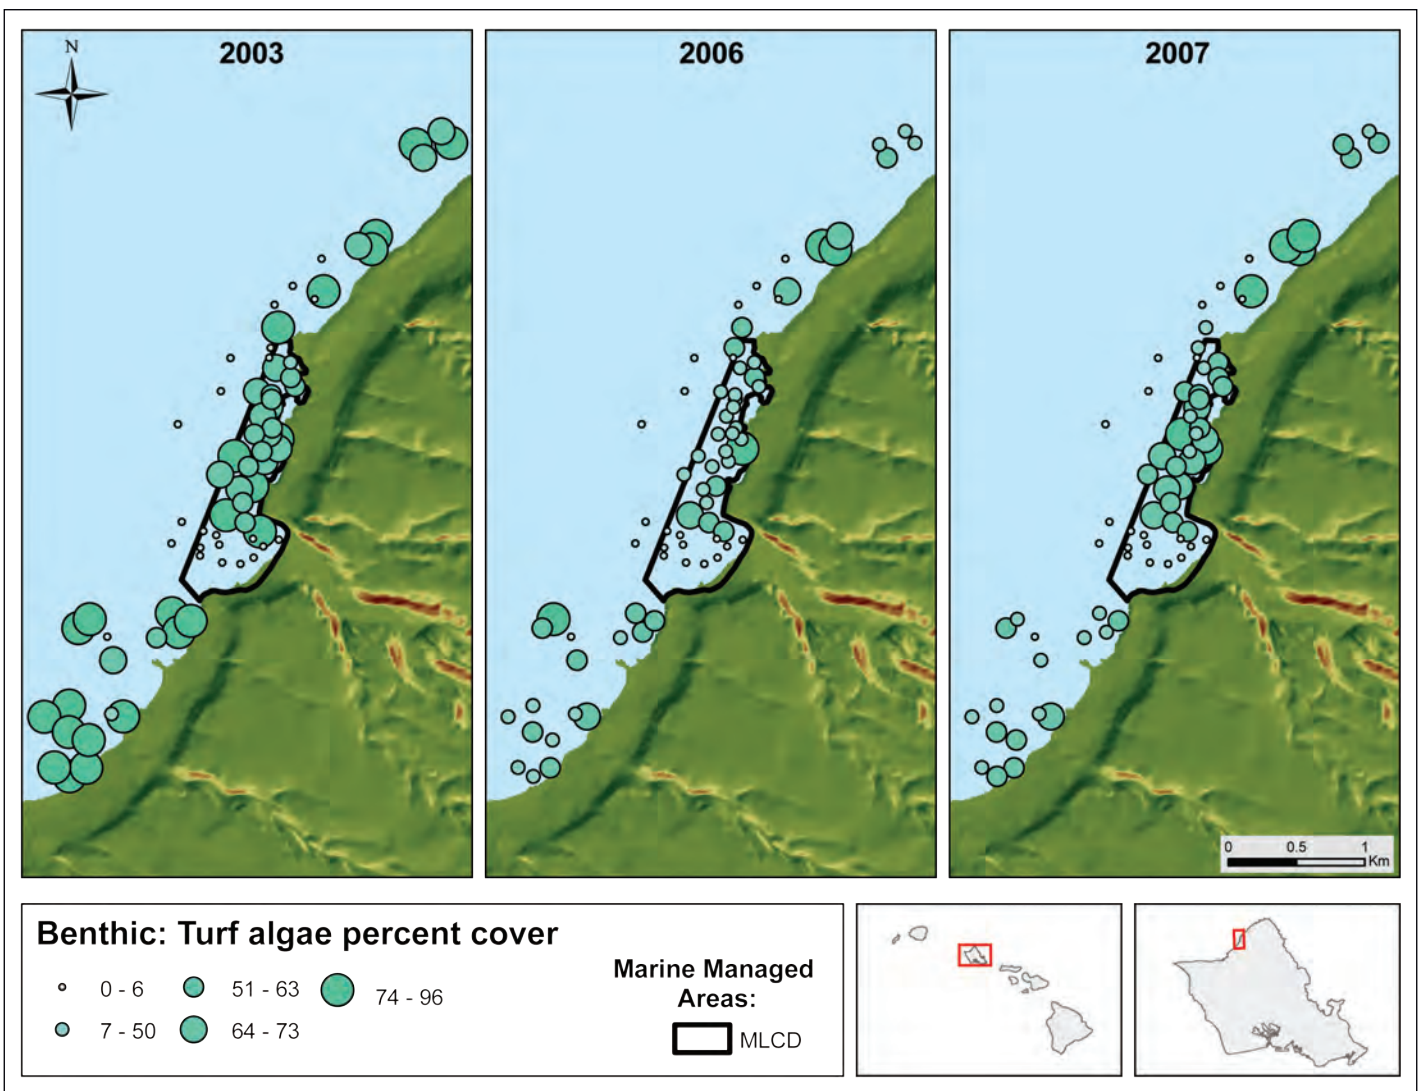 2003
2006
2007
N
0 0.5 1
Km
Benthic: Turf algae percent cover
0 - 6
51 - 63
74 - 96
7 - 50
64 - 73
Marine Managed
Areas:
MLCD